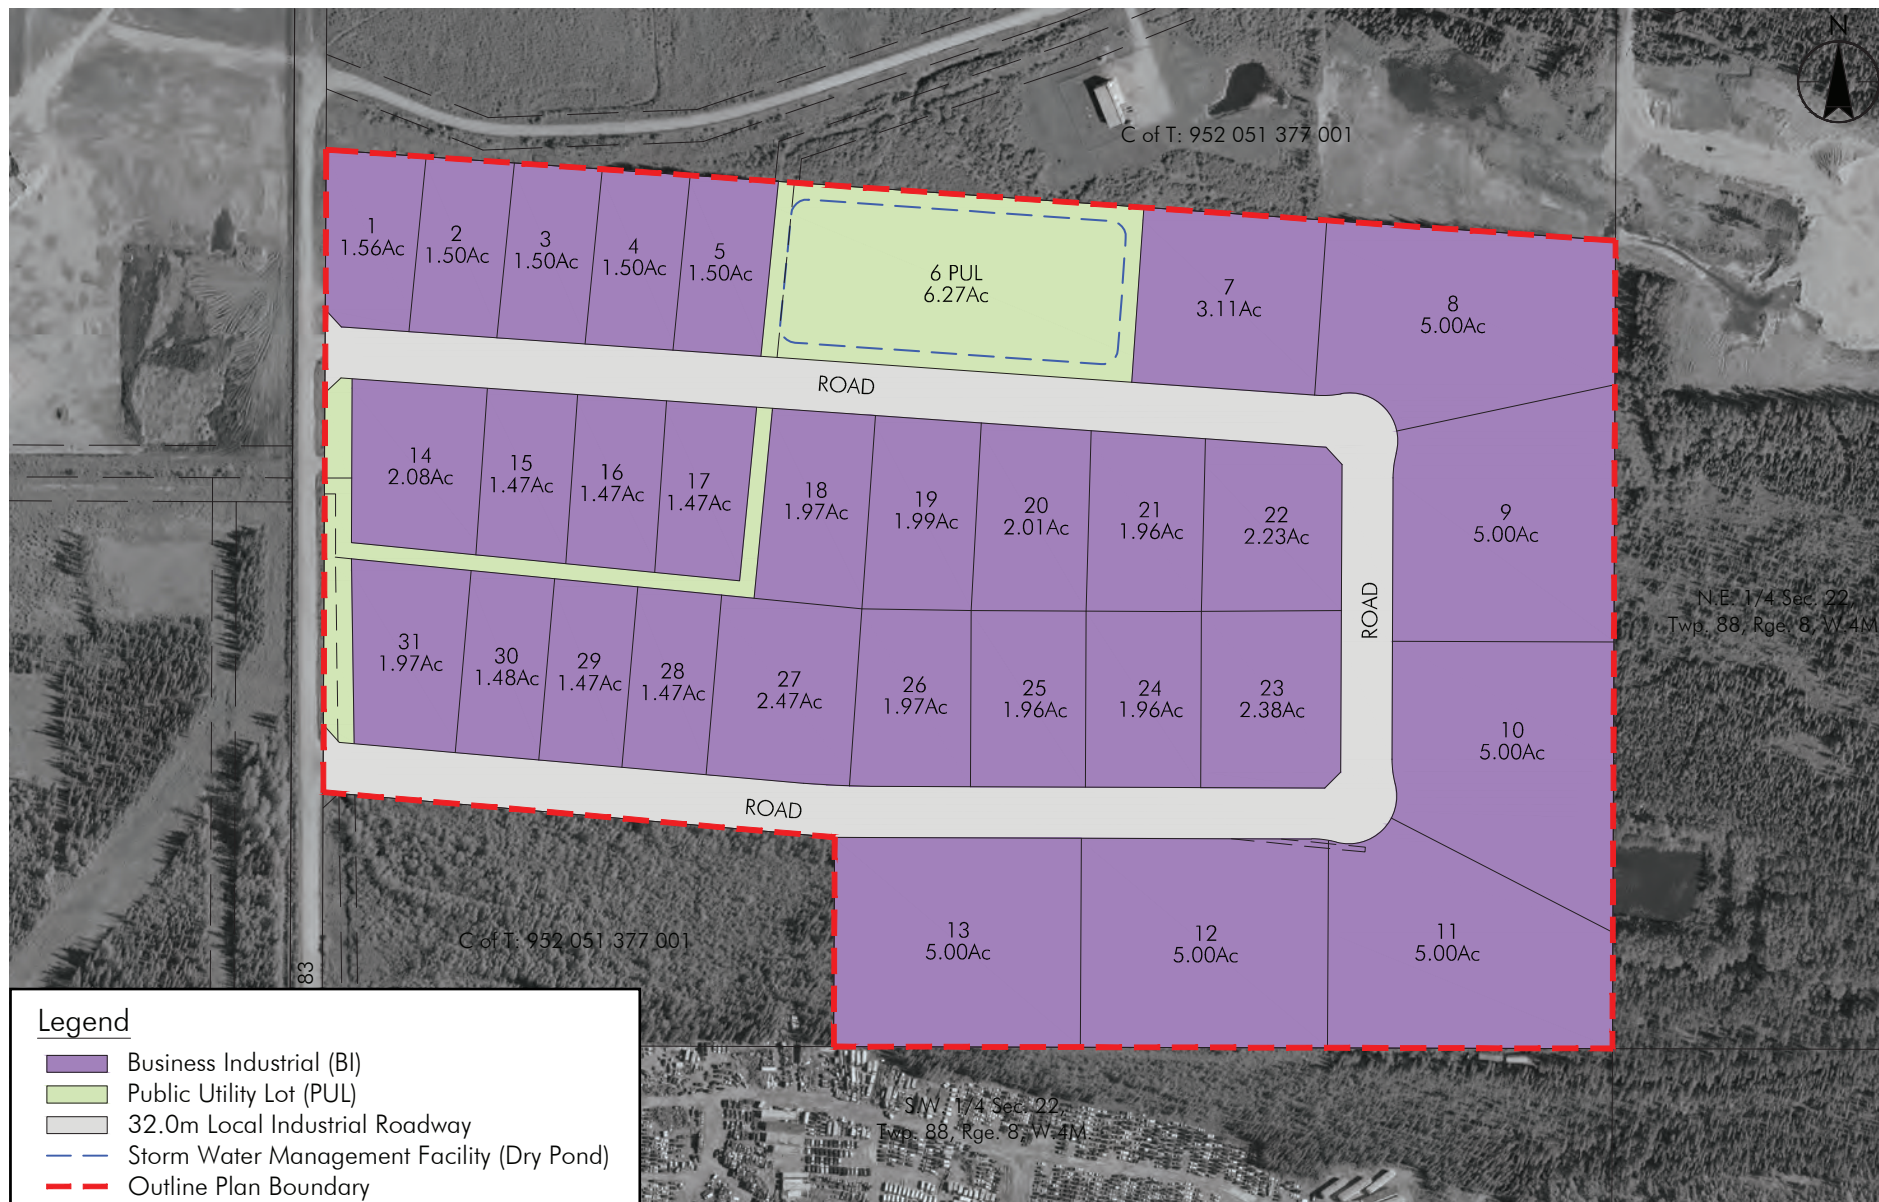 N
C of T: 952 051 377 001
1
1.56Ac
2
1.50Ac
3
1.50Ac
4
1.50Ac
5
1.50Ac
6 PUL
6.27Ac
7
3.11Ac
8
5.00Ac
ROAD
14
2.08Ac
15
1.47Ac
16
1.47Ac
17
1.47Ac
18
1.97Ac
19
1.99Ac
20
2.01Ac
21
1.96Ac
22
2.23Ac
9
5.00Ac
ROAD
N.E. 1/4 Sec. 22,
Twp. 88, Rge. 8, W.4M
31
1.97Ac
30
1.48Ac
29
1.47Ac
28
1.47Ac
27
2.47Ac
26
1.97Ac
25
1.96Ac
24
1.96Ac
23
2.38Ac
10
5.00Ac
ROAD
13
5.00Ac
12
5.00Ac
11
5.00Ac
C of T: 952 051 377 001
83
S.W. 1/4 Sec. 22,
Twp. 88, Rge. 8, W.4M
Legend
Business Industrial (BI)
Public Utility Lot (PUL)
32.0m Local Industrial Roadway
Storm Water Management Facility (Dry Pond)
Outline Plan Boundary